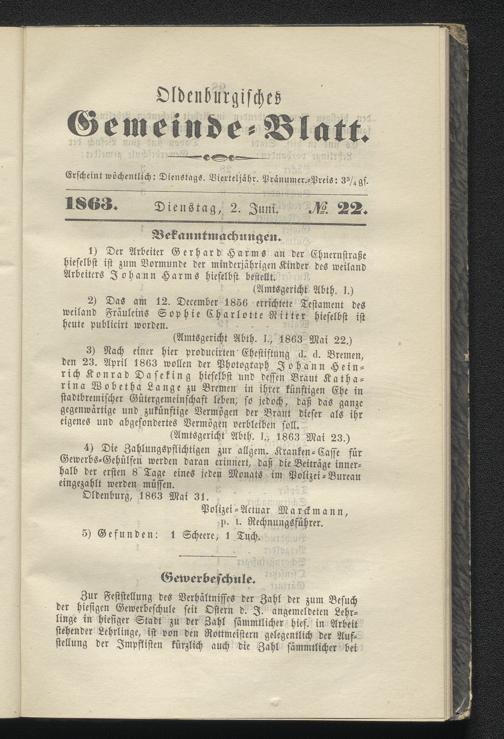 Oldenburgisches
Gemeinde-Blatt.
Erscheint wöchentlich: Dienstags. Vierteljähr. Pränumer.-Preis: 3¾ gs.
1863. Dienstag, 2. Juni. № 22.
Bekanntmachungen.
1) Der Arbeiter Gerhard Harms an der Ehnernstraße
hieselbst ist zum Vormunde der minderjährigen Kinder des weiland
Arbeiters Johann Harms hieselbst bestellt.
(Amtsgericht Abth. I.)
2) Das am 12. December 1856 errichtete Testament des
weiland Fräuleins Sophie Charlotte Ritter hieselbst ist
heute publicirt worden.
(Amtsgericht Abth. I., 1863 Mai 22.)
3) Nach einer hier producirten Ehestiftung d. d. Bremen,
den 23. April 1863 wollen der Photograph Johann Hein-
rich Konrad Daseking hieselbst und dessen Braut Katha-
rina Wobetha Lange zu Bremen in ihrer künftigen Ehe in
stadtbremischer Gütergemeinschaft leben, so jedoch, daß das ganze
gegenwärtige und zukünftige Vermögen der Braut dieser als ihr
eigenes und abgesondertes Vermögen verbleiben soll.
(Amtsgericht Abth. I., 1863 Mai 23.)
4) Die Zahlungspflichtigen zur allgem. Kranken-Casse für
Gewerbs-Gehülfen werden daran erinnert, daß die Beiträge inner-
halb der ersten 8 Tage eines jeden Monats im Polizei-Bureau
eingezahlt werden müssen.
Oldenburg, 1863 Mai 31.
Polizei-Actuar Marckmann,
p. t. Rechnungsführer.
5) Gefunden: 1 Scheere, 1 Tuch.
Gewerbeschule.
Zur Feststellung des Verhältnisses der Zahl der zum Besuch
der hiesigen Gewerbeschule seit Ostern d. J. angemeldeten Lehr-
linge in hiesiger Stadt zu der Zahl sämmtlicher hies. in Arbeit
stehender Lehrlinge, ist von den Rottmeistern gelegentlich der Auf-
stellung der Impflisten kürzlich auch die Zahl sämmtlicher bei